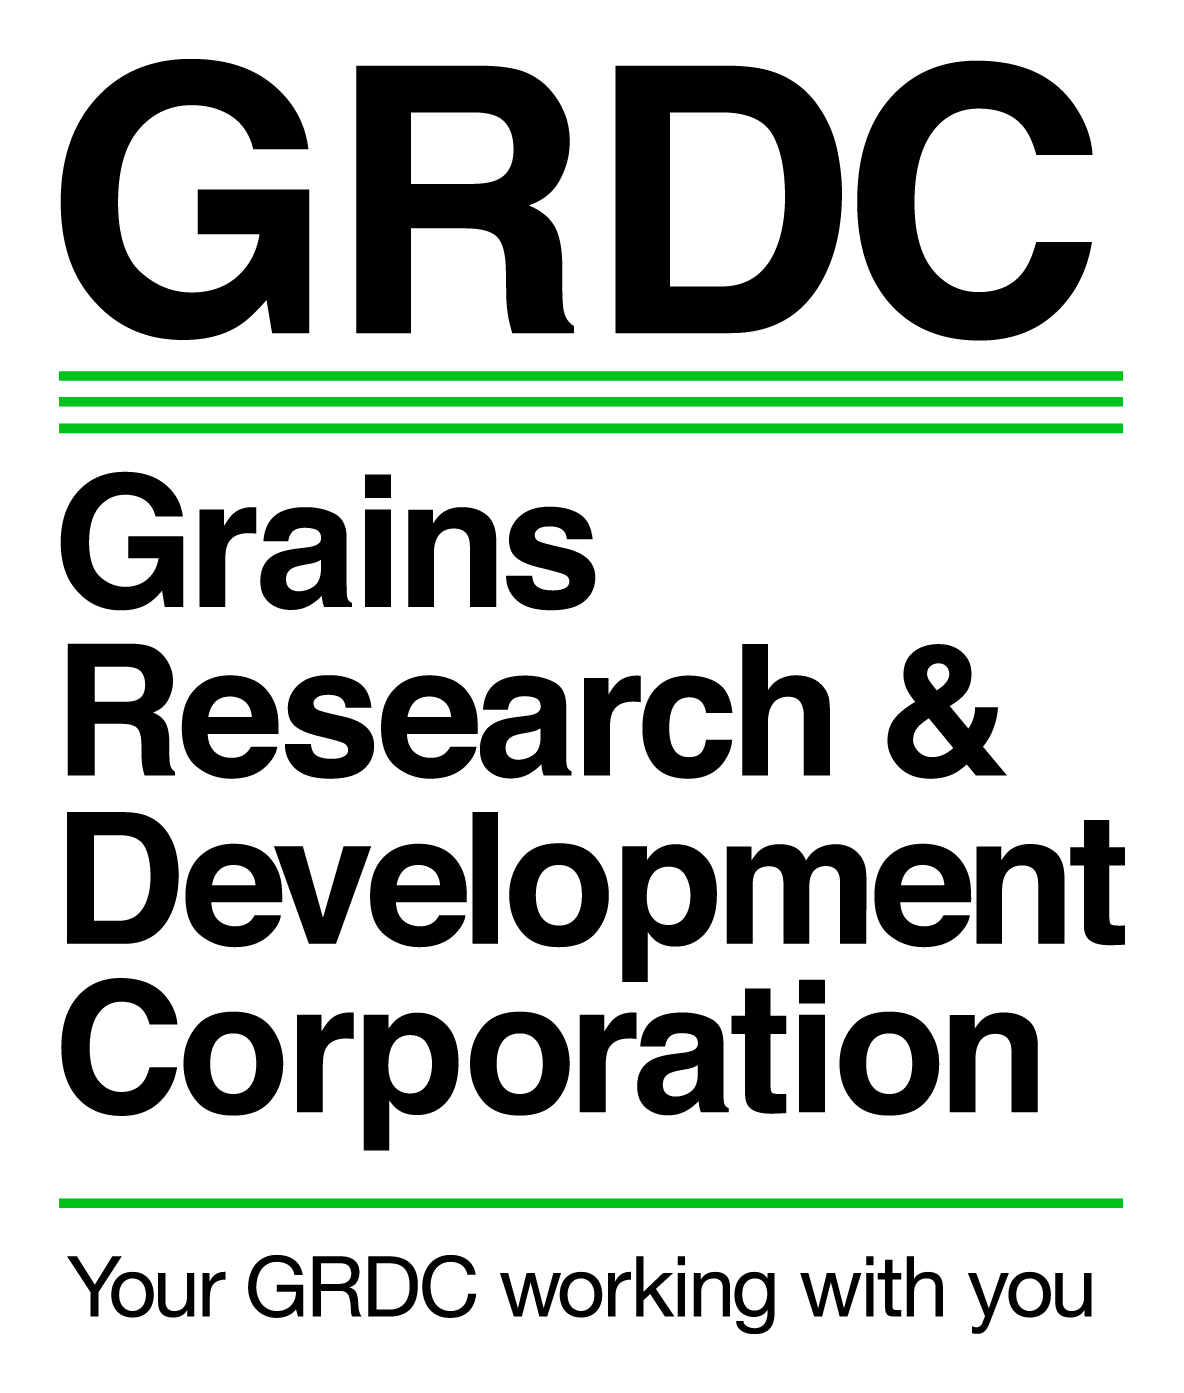 GRDC
Grains
Research &
Development
Corporation
Your GRDC working with you